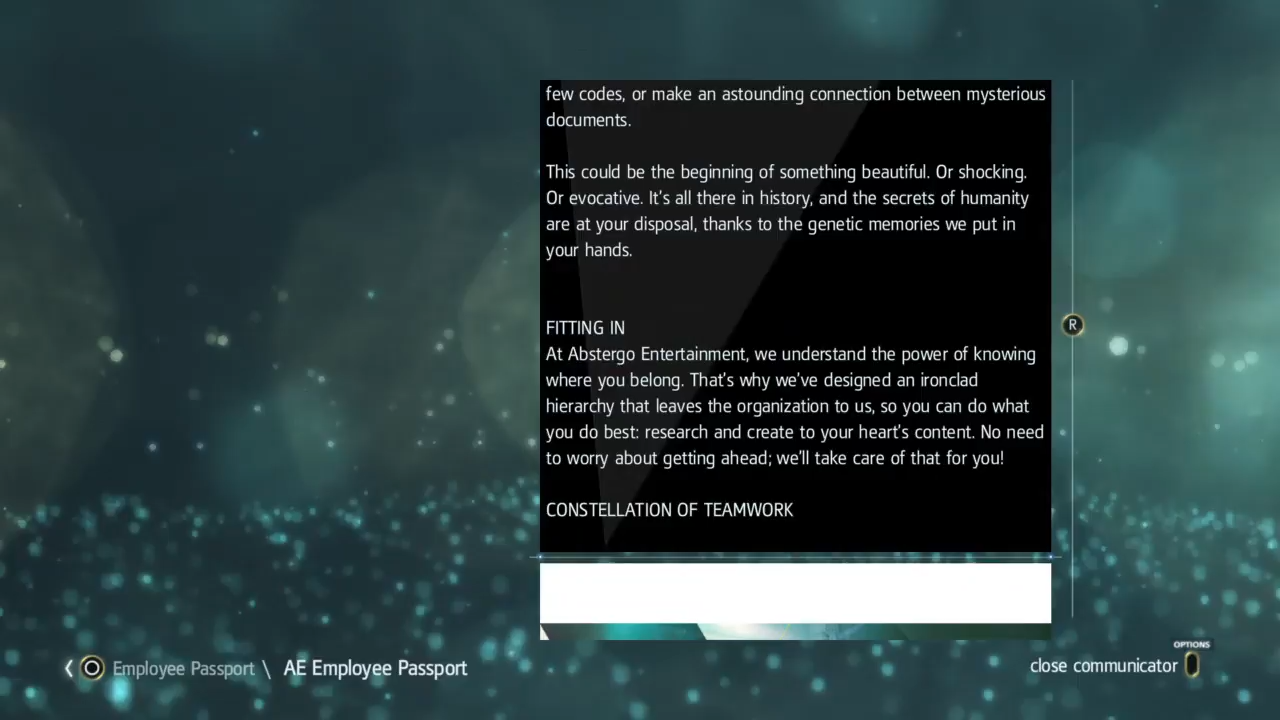 few codes, or make an astounding connection between mysterious
documents.
This could be the beginning of something beautiful. Or shocking.
Or evocative. It's all there in history, and the secrets of humanity
are at your disposal, thanks to the genetic memories we put in
your hands.
FITTING IN
At Abstergo Entertainment, we understand the power of knowing
where you belong. That's why we've designed an ironclad
hierarchy that leaves the organization to us, so you can do what
you do best: research and create to your heart's content. No need
to worry about getting ahead; we'll take care of that for you!
CONSTELLATION OF TEAMWORK
R
OPTIONS
Employee Passport \ AE Employee Passport
close communicator